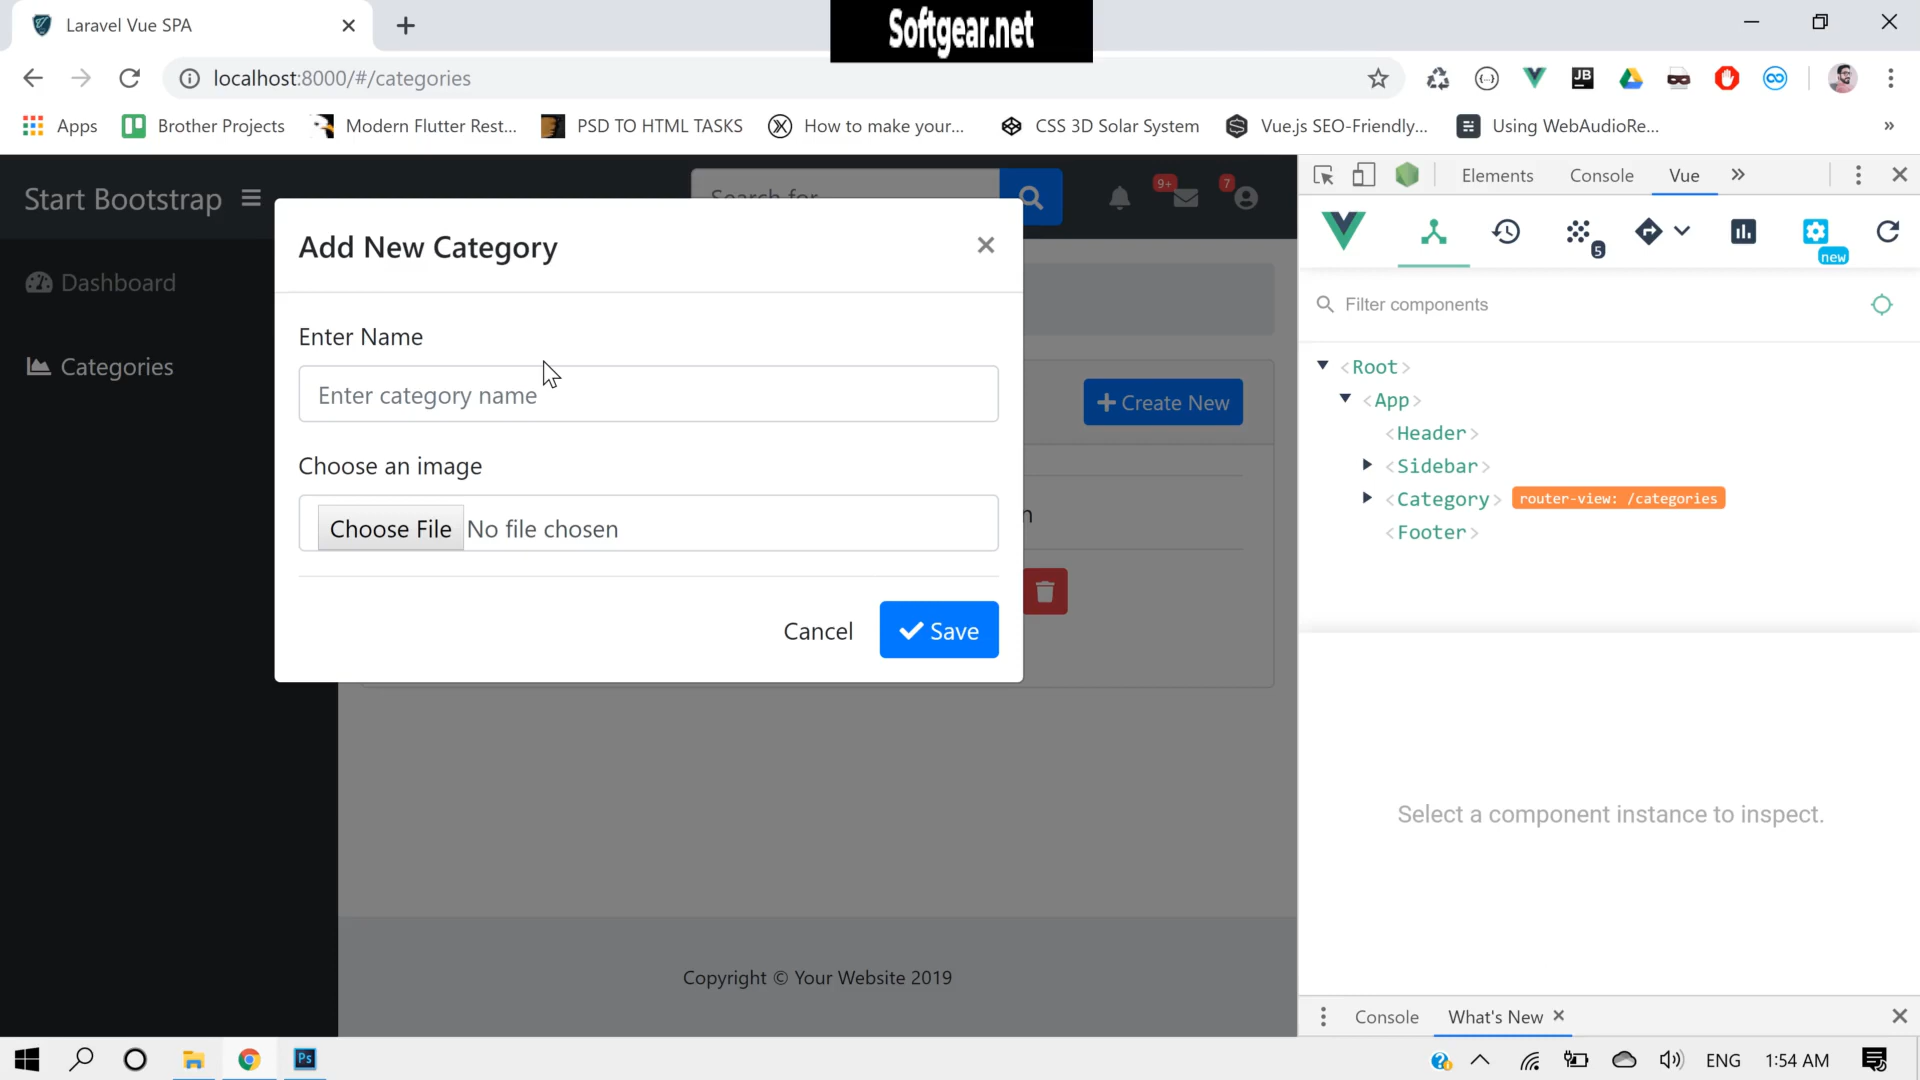 Laravel Vue SPA
Softgear.net
localhost:8000/#/categories
Apps
Brother Projects
Modern Flutter Rest...
PSD TO HTML TASKS
How to make your...
CSS 3D Solar System
Vue.js SEO-Friendly...
Using WebAudioRe...
JB
Start Bootstrap
Search for
9+
7
Elements
Console
Vue
5
new
Add New Category
Filter components
Dashboard
Categories
Enter Name
Enter category name
Create New
Choose an image
Choose File No file chosen
Cancel
Save
<Root>
<App>
<Header>
<Sidebar>
<Category> router-view: /categories
<Footer>
Select a component instance to inspect.
Copyright © Your Website 2019
Console
What's New
Ps
ENG
1:54 AM